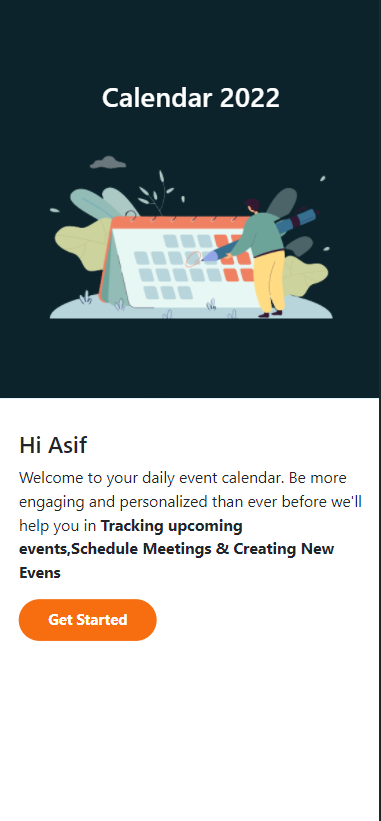 Calendar 2022
Hi Asif
Welcome to your daily event calendar. Be more
engaging and personalized than ever before we'll
help you in Tracking upcoming
events,Schedule Meetings & Creating New
Evens
Get Started